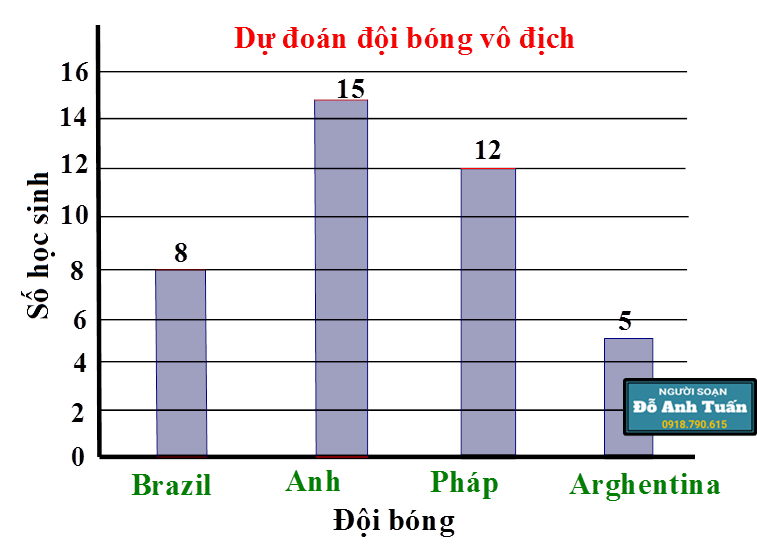 Dự đoán đội bóng vô địch
Số học sinh
16
14
12
10
8
6
4
2
0
8
15
12
5
Brazil
Anh
Pháp
Arghentina
Đội bóng
NGƯỜI SOẠN
Đỗ Anh Tuấn
0918.790.615